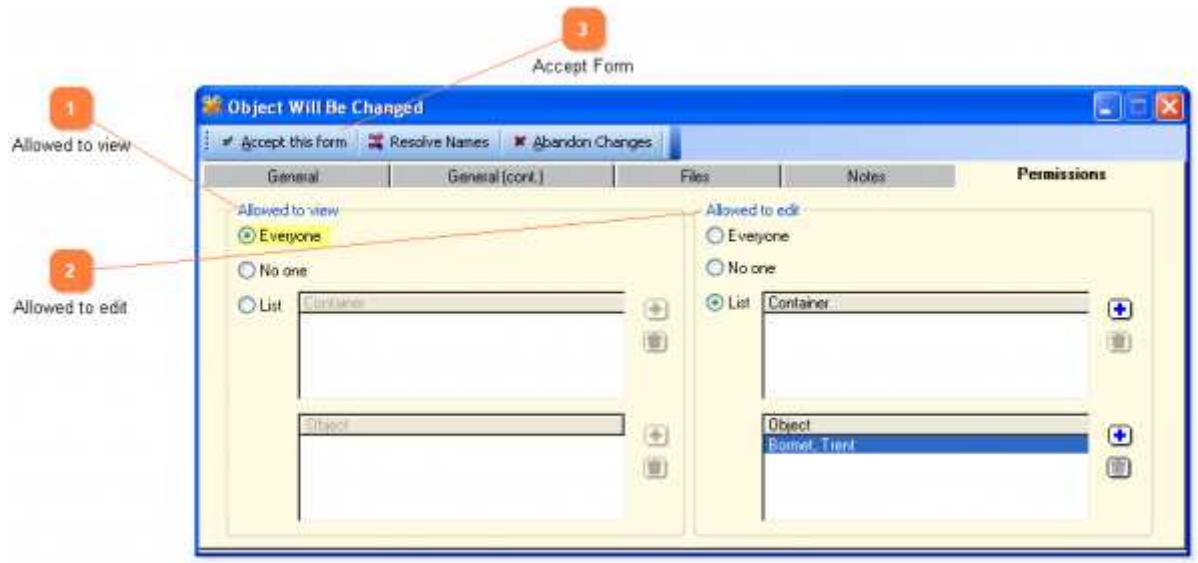 3
Accept Form
1
Allowed to view
2
Allowed to edit
Object Will Be Changed
Accept this form Resolve Names Abandon Changes
General General (cont.) Files Notes Permissions
Allowed to view
Everyone
No one
List Container
Object
Allowed to edit
Everyone
No one
List Container
Object
Bormet, Trent